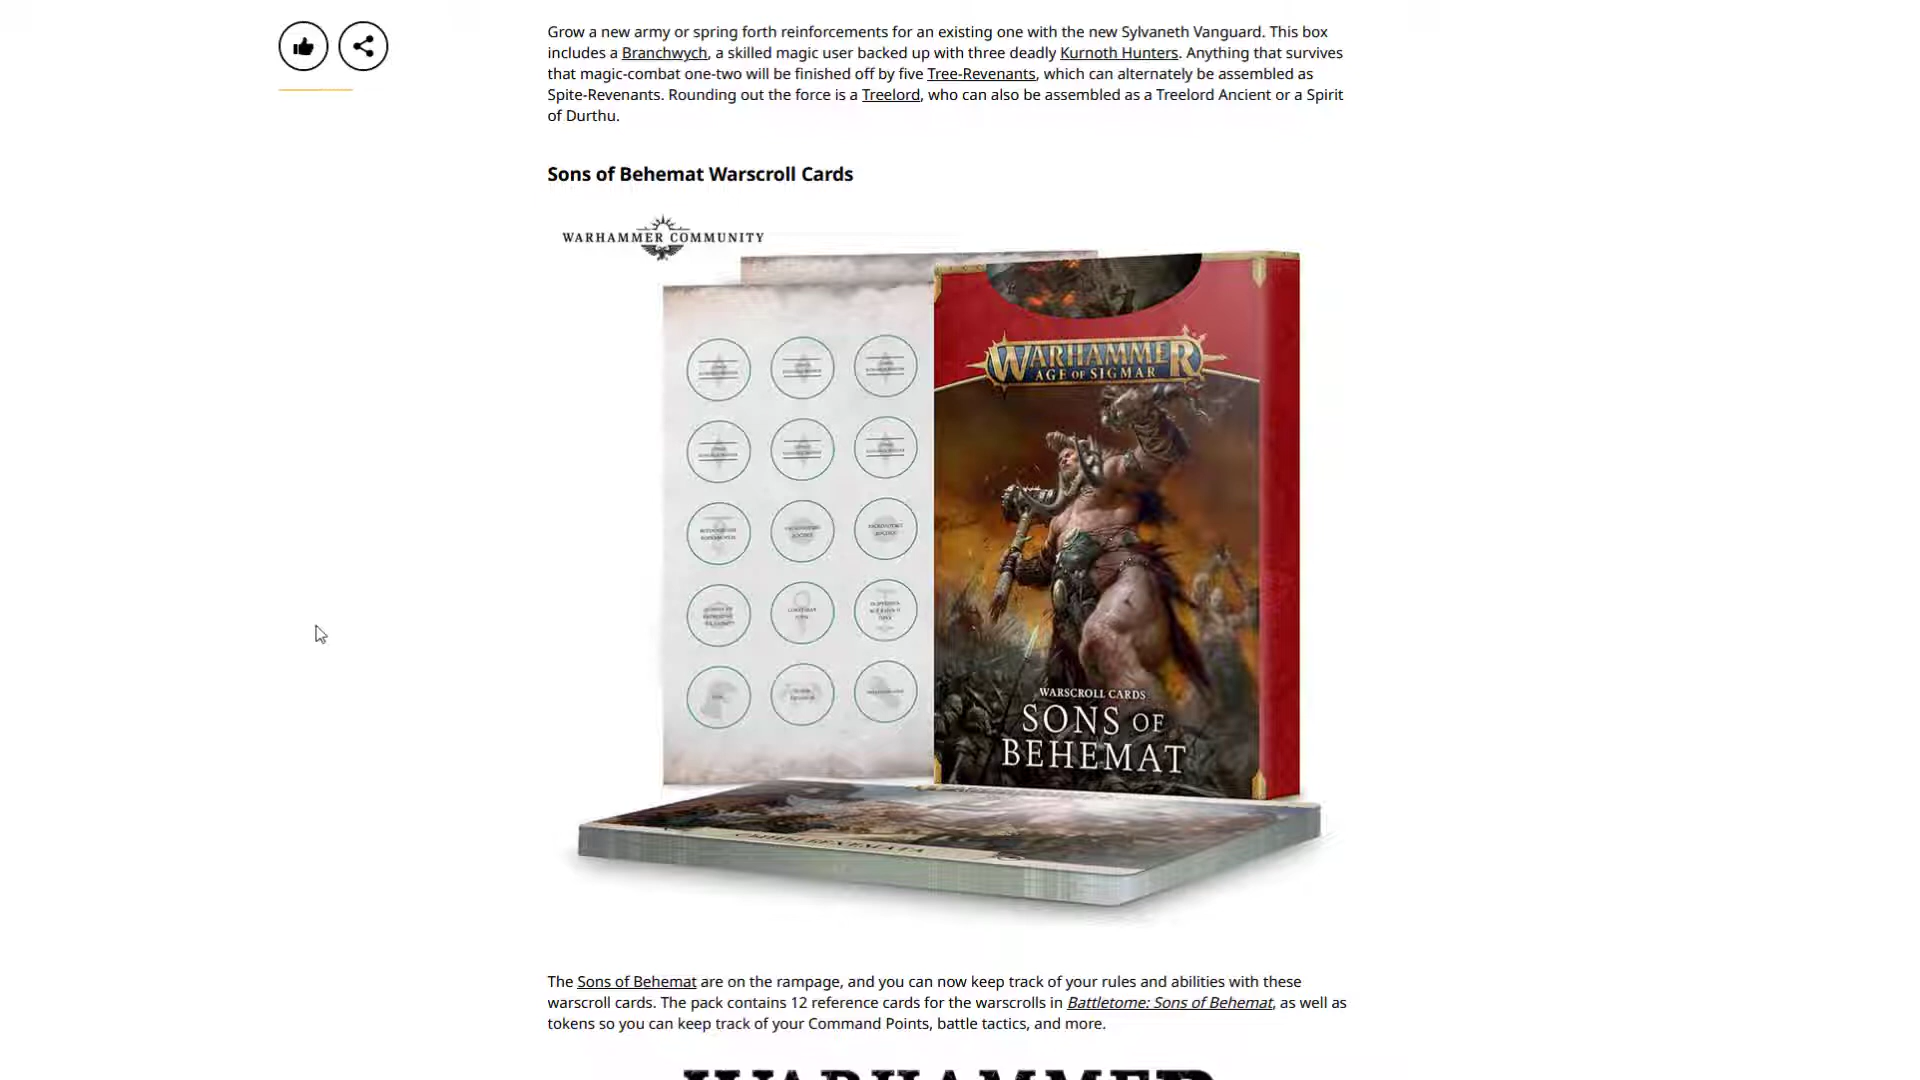 Grow a new army or spring forth reinforcements for an existing one with the new Sylvaneth Vanguard. This box
includes a Branchwych, a skilled magic user backed up with three deadly Kurnoth Hunters. Anything that survives
that magic-combat one-two will be finished off by five Tree-Revenants, which can alternately be assembled as
Spite-Revenants. Rounding out the force is a Treelord, who can also be assembled as a Treelord Ancient or a Spirit
of Durthu.
Sons of Behemat Warscroll Cards
WARHAMMER COMMUNITY
WARHAMMER
AGE OF SIGMAR
WARSCROLL CARDS
SONS OF
BEHEMAT
The Sons of Behemat are on the rampage, and you can now keep track of your rules and abilities with these
warscroll cards. The pack contains 12 reference cards for the warscrolls in Battletome: Sons of Behemat, as well as
tokens so you can keep track of your Command Points, battle tactics, and more.
WARHAMMER